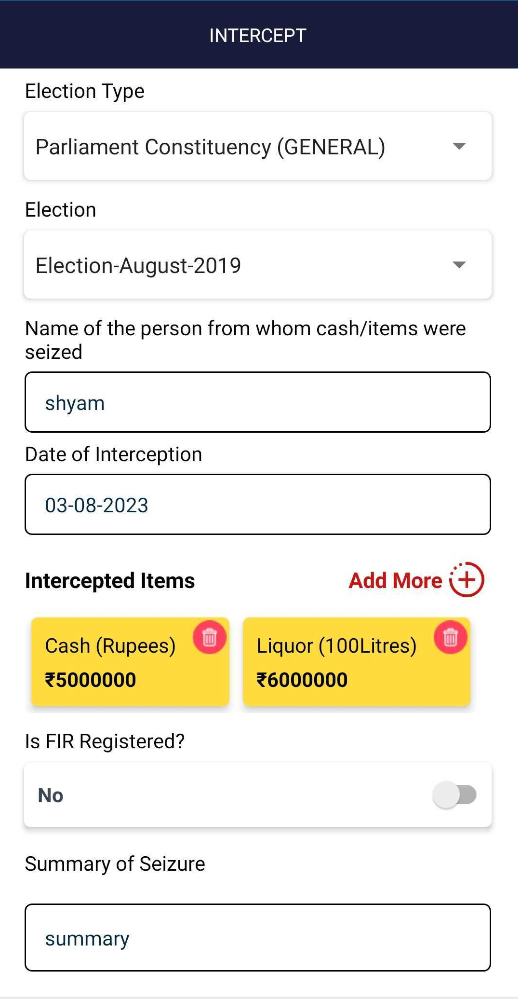 INTERCEPT
Election Type
Parliament Constituency (GENERAL)
Election
Election-August-2019
Name of the person from whom cash/items were
seized
shyam
Date of Interception
03-08-2023
Intercepted Items
Add More
Cash (Rupees)
₹5000000
Liquor (100Litres)
₹6000000
Is FIR Registered?
No
Summary of Seizure
summary